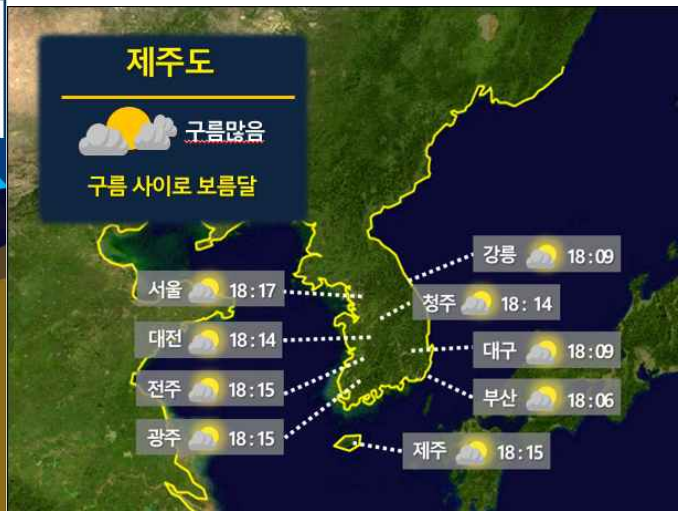 제주도
구름많음
구름 사이로 보름달
강릉 18:09
서울 18:17
청주 18:14
대전 18:14
대구 18:09
전주 18:15
부산 18:06
광주 18:15
제주 18:15